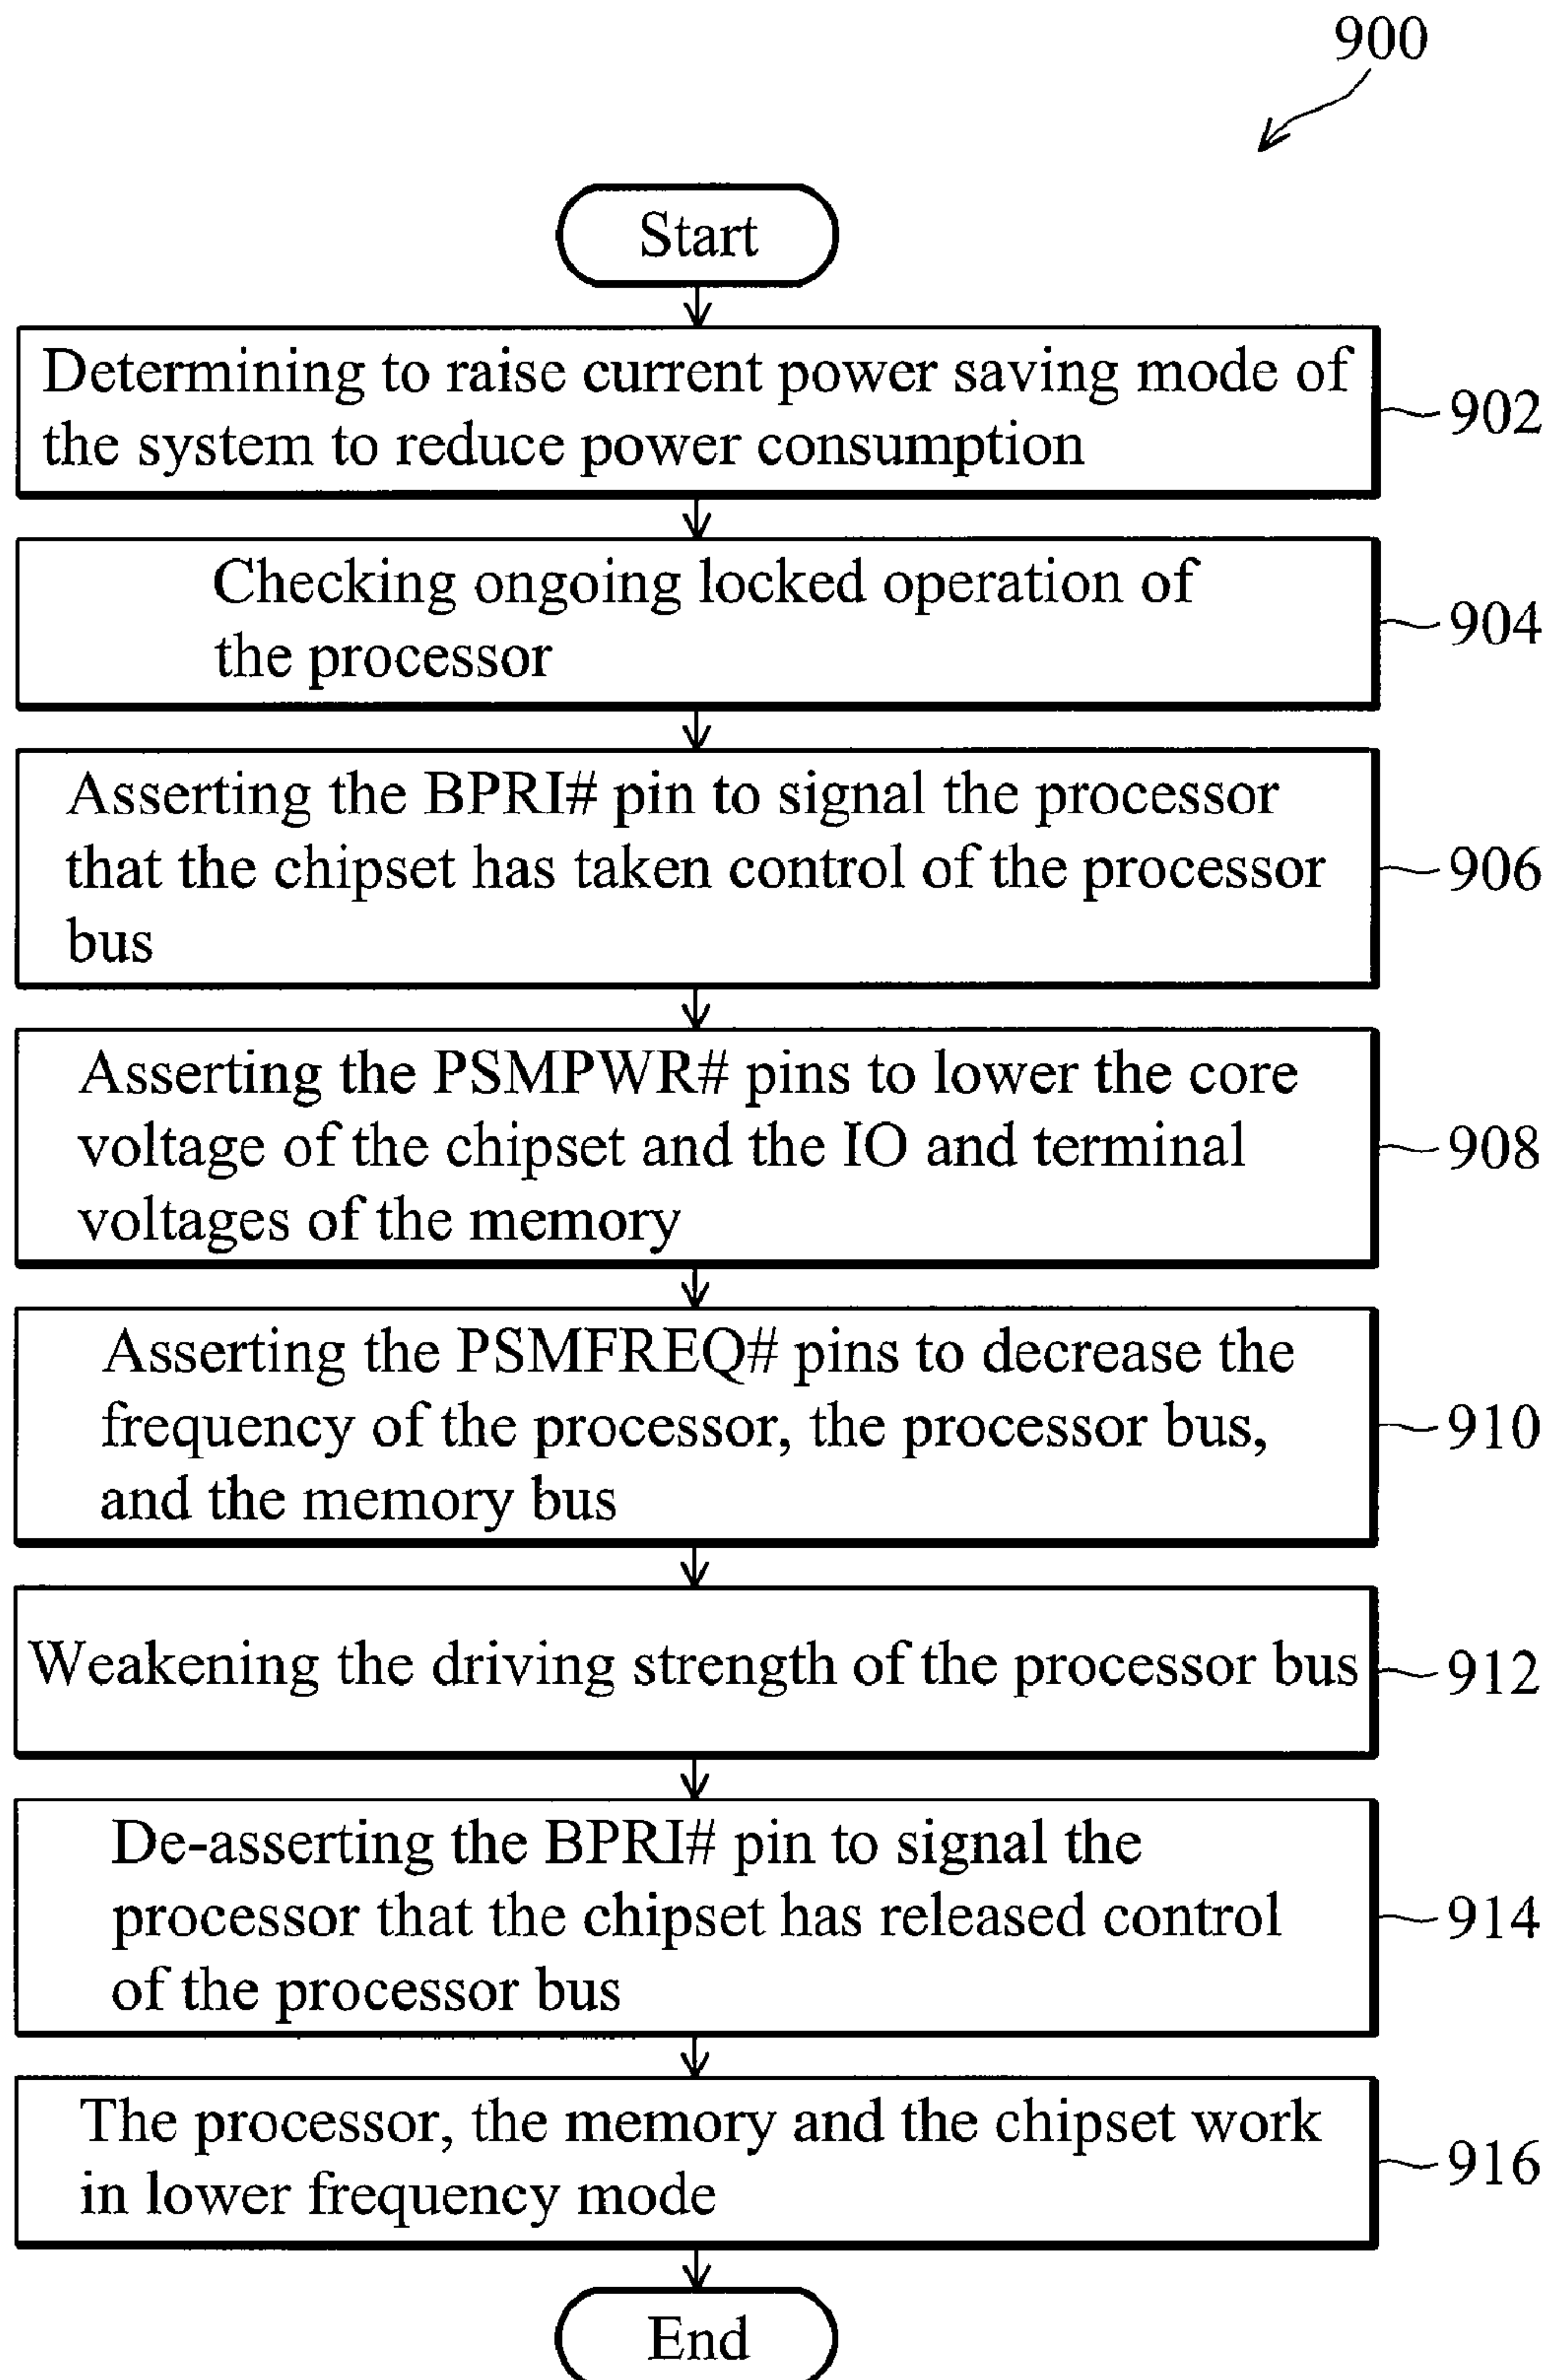 900
Start
Determining to raise current power saving mode of
the system to reduce power consumption
902
Checking ongoing locked operation of
the processor
904
Asserting the BPRI# pin to signal the processor
that the chipset has taken control of the processor
bus
906
Asserting the PSMPWR# pins to lower the core
voltage of the chipset and the IO and terminal
voltages of the memory
908
Asserting the PSMFREQ# pins to decrease the
frequency of the processor, the processor bus,
and the memory bus
910
Weakening the driving strength of the processor bus
912
De-asserting the BPRI# pin to signal the
processor that the chipset has released control
of the processor bus
914
The processor, the memory and the chipset work
in lower frequency mode
916
End